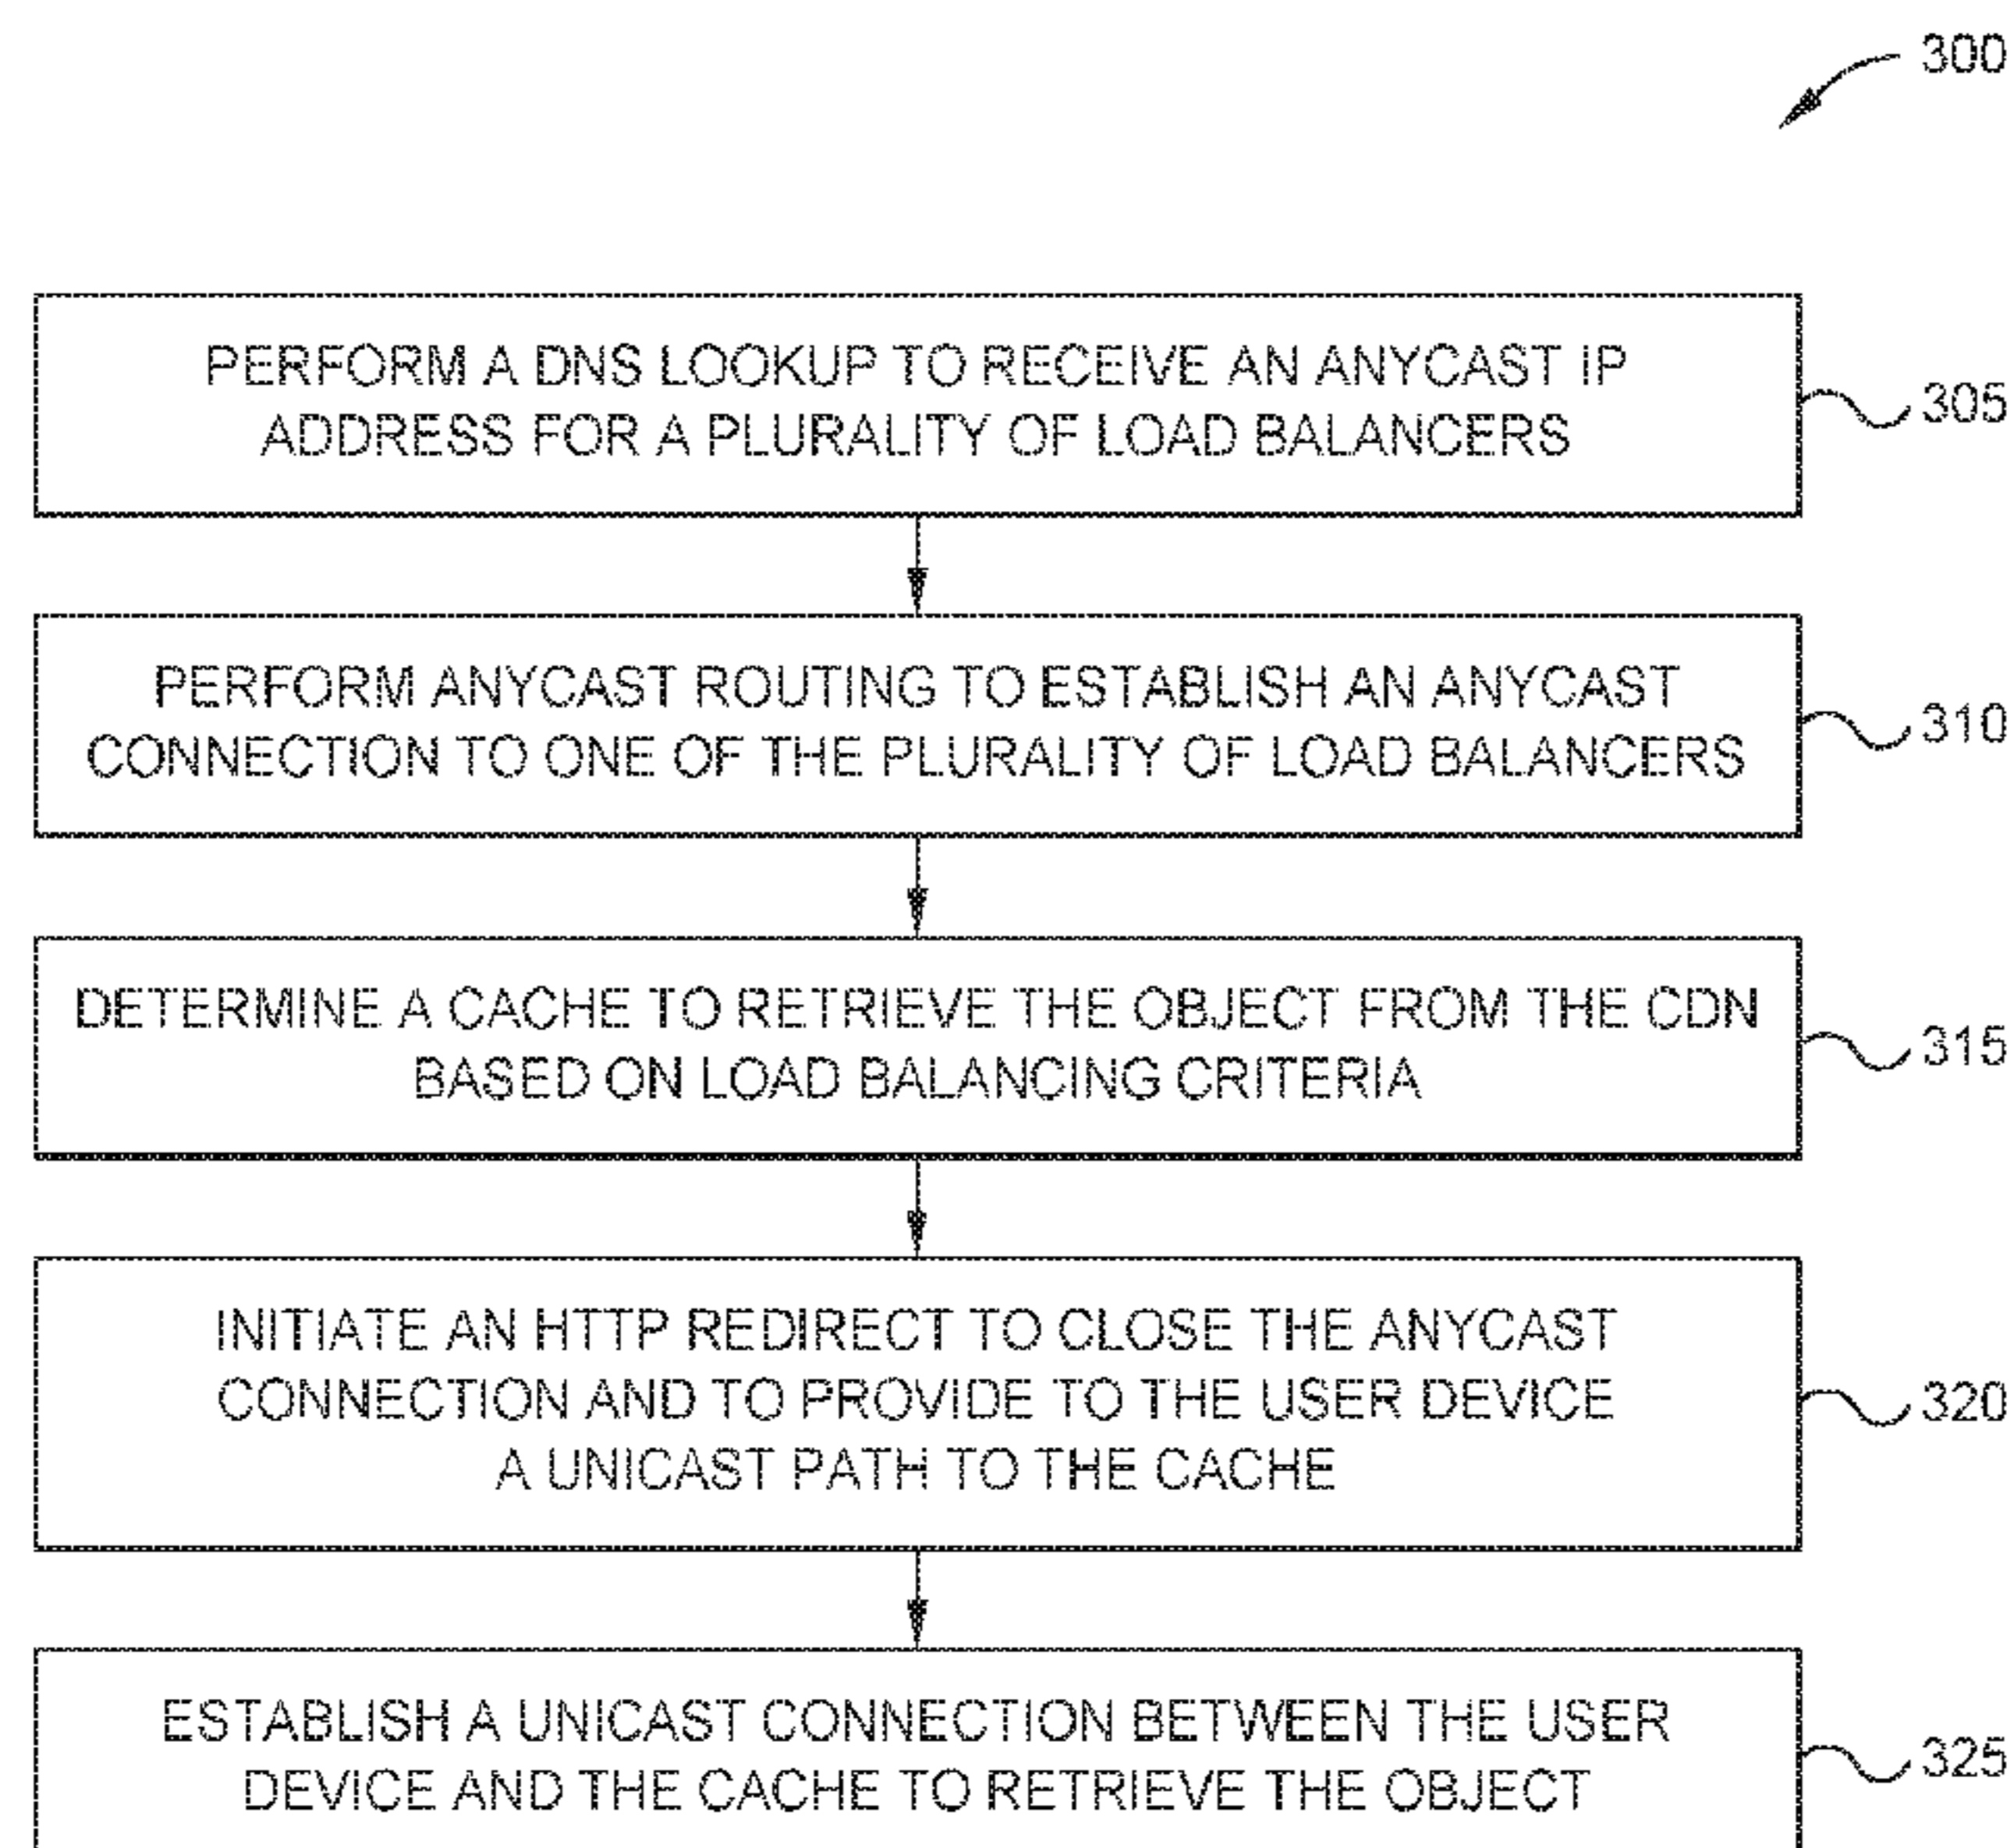 300
PERFORM A DNS LOOKUP TO RECEIVE AN ANYCAST IP
ADDRESS FOR A PLURALITY OF LOAD BALANCERS
305
PERFORM ANYCAST ROUTING TO ESTABLISH AN ANYCAST
CONNECTION TO ONE OF THE PLURALITY OF LOAD BALANCERS
310
DETERMINE A CACHE TO RETRIEVE THE OBJECT FROM THE CDN
BASED ON LOAD BALANCING CRITERIA
315
INITIATE AN HTTP REDIRECT TO CLOSE THE ANYCAST
CONNECTION AND TO PROVIDE TO THE USER DEVICE
A UNICAST PATH TO THE CACHE
320
ESTABLISH A UNICAST CONNECTION BETWEEN THE USER
DEVICE AND THE CACHE TO RETRIEVE THE OBJECT
325